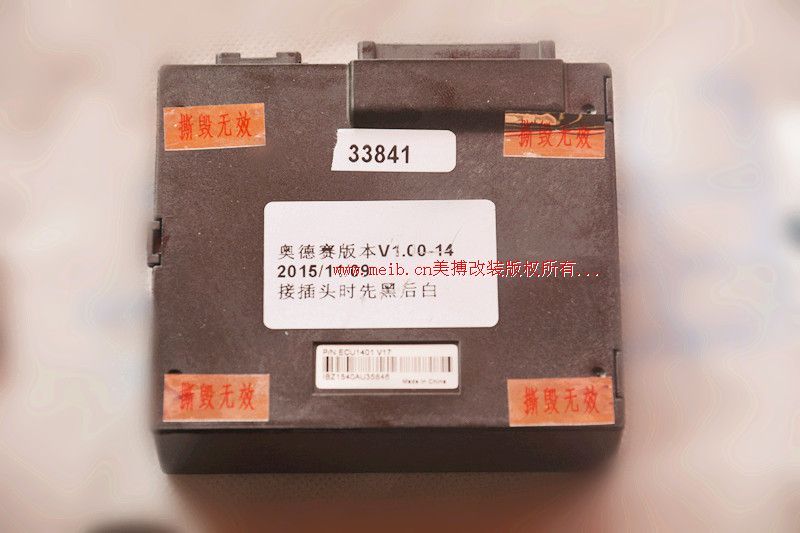 撕毁无效
撕毁无效
33841
奥德赛版本V1.00-14
2015/11/09
www.meib.cn美搏改装版权所有...
接插头时先黑后白
P/N:ECU1401 V17
Made in China
撕毁无效
撕毁无效